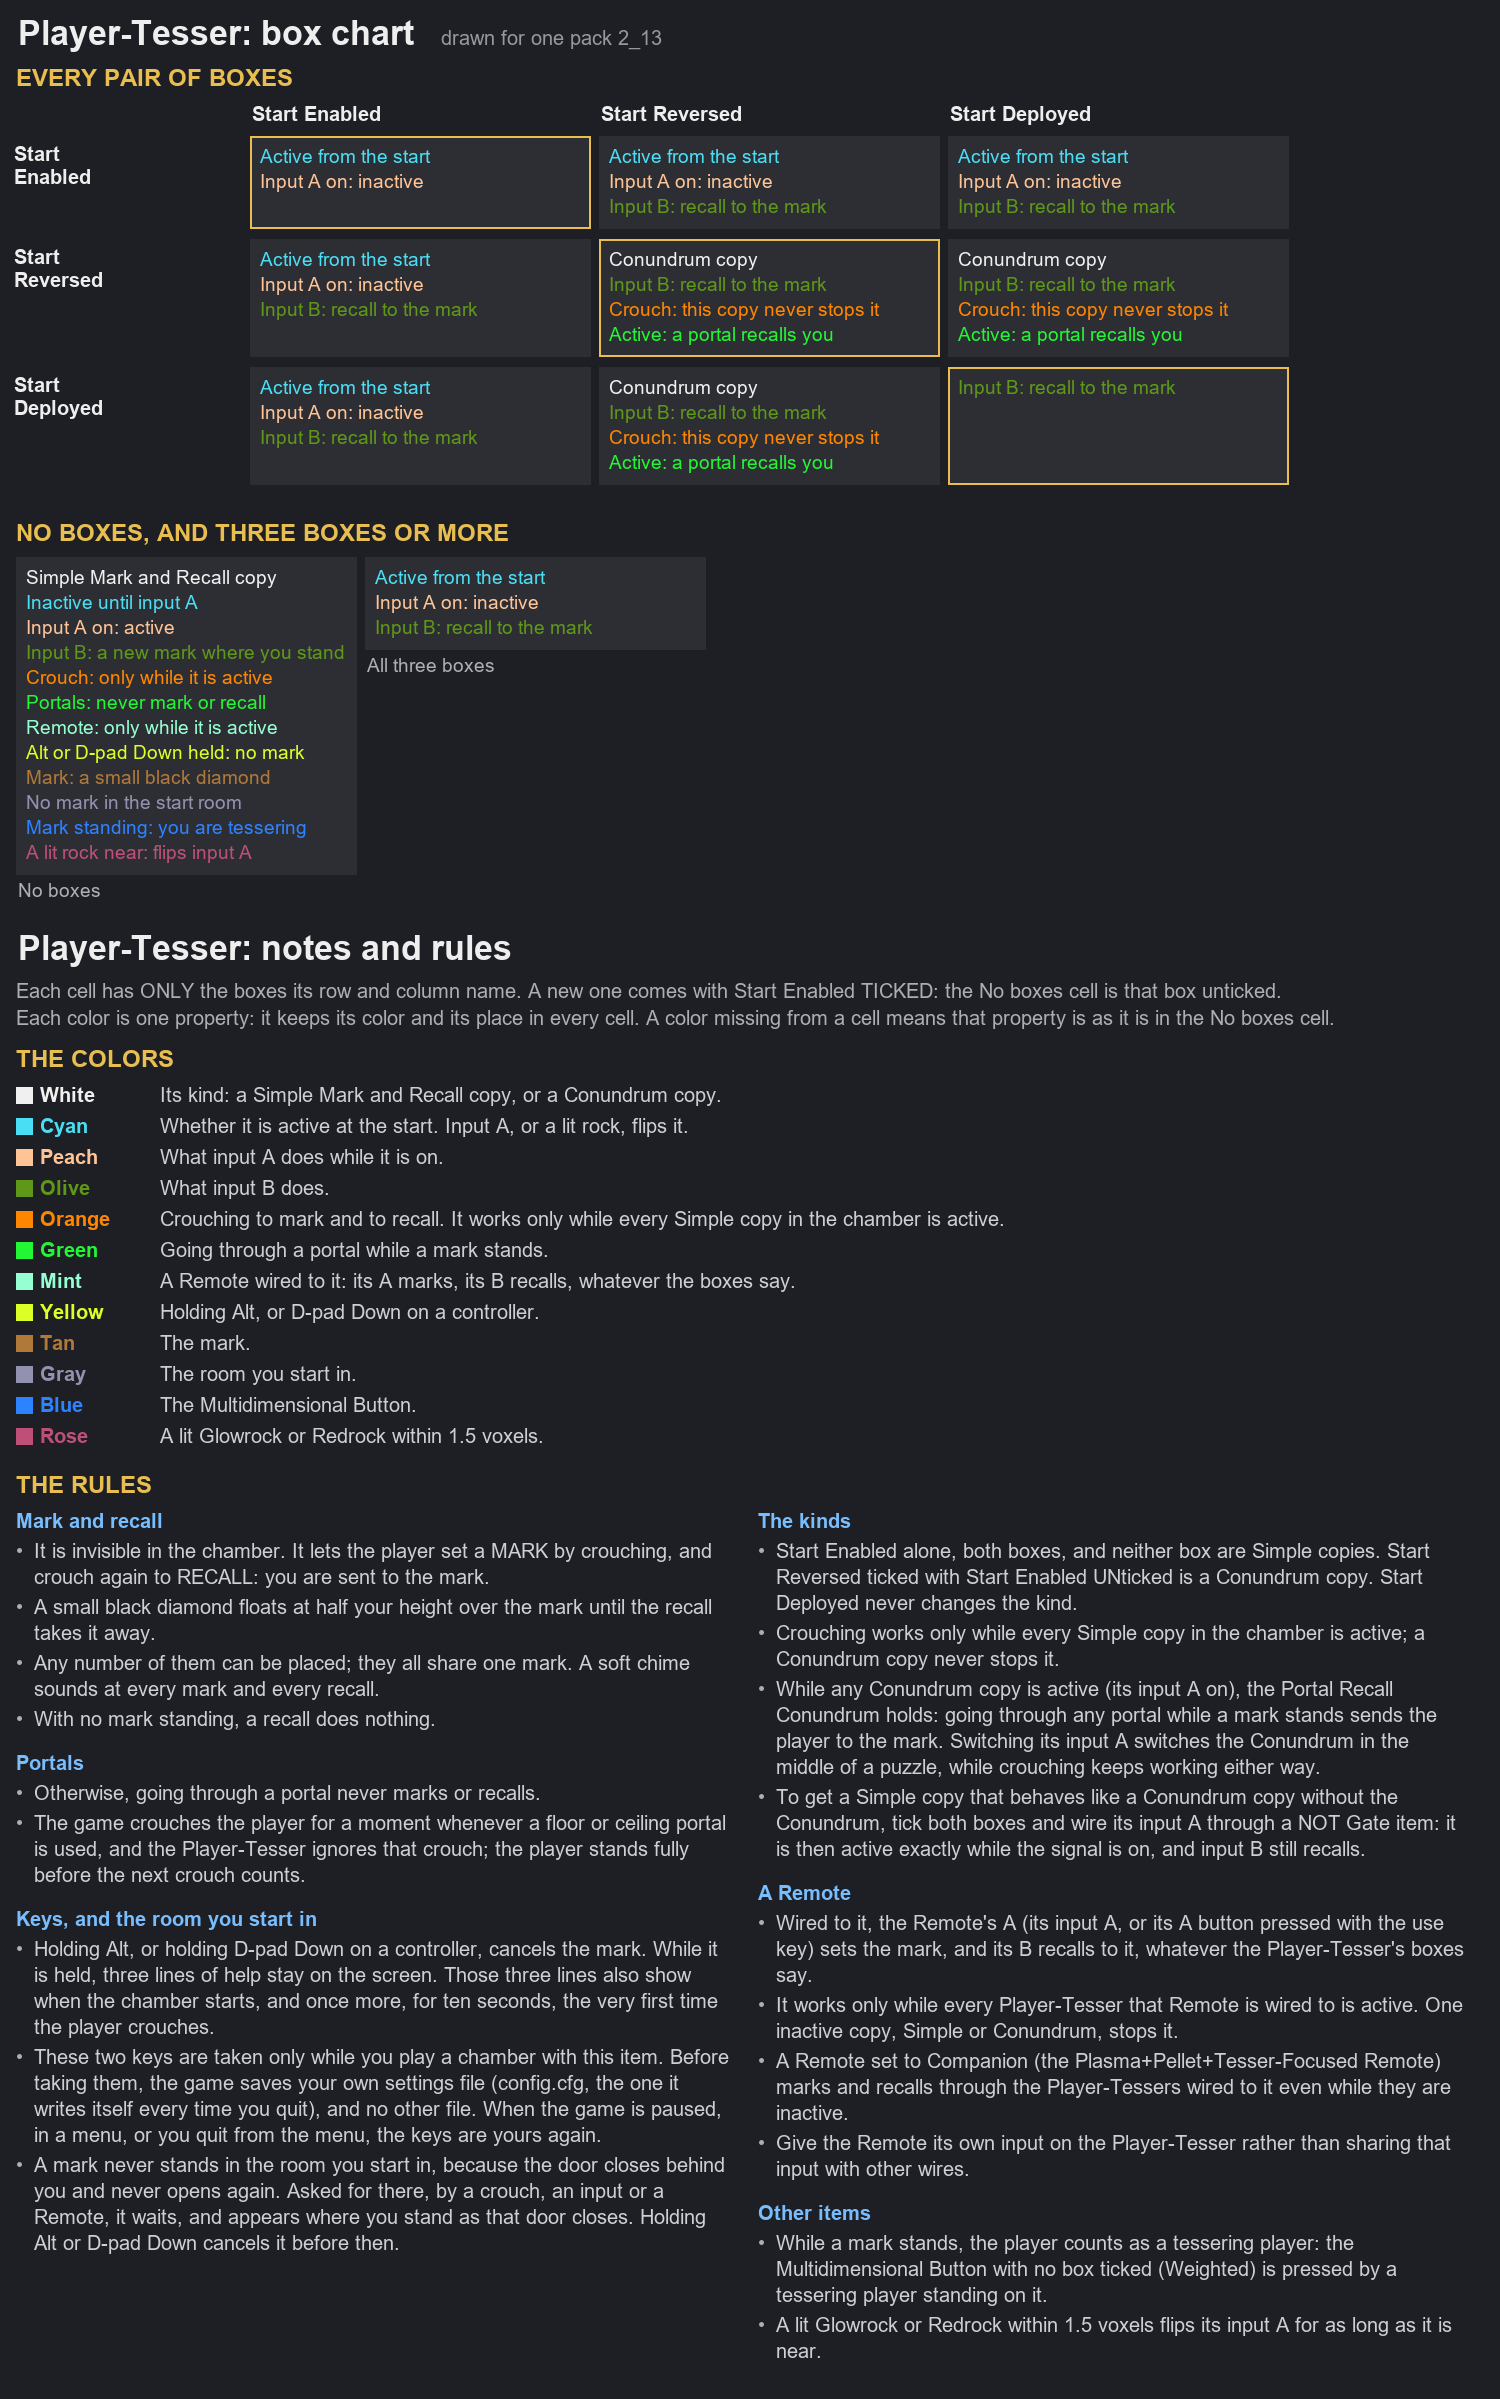 Player-Tesser: box chart drawn for one pack 2_13
EVERY PAIR OF BOXES
Start Enabled Start Reversed Start Deployed
Start
Enabled
Active from the start
Input A on: inactive
Active from the start
Input A on: inactive
Input B: recall to the mark
Active from the start
Input A on: inactive
Input B: recall to the mark
Start
Reversed
Active from the start
Input A on: inactive
Input B: recall to the mark
Conundrum copy
Input B: recall to the mark
Crouch: this copy never stops it
Active: a portal recalls you
Conundrum copy
Input B: recall to the mark
Crouch: this copy never stops it
Active: a portal recalls you
Start
Deployed
Active from the start
Input A on: inactive
Input B: recall to the mark
Conundrum copy
Input B: recall to the mark
Crouch: this copy never stops it
Active: a portal recalls you
Input B: recall to the mark
NO BOXES, AND THREE BOXES OR MORE
Simple Mark and Recall copy
Inactive until input A
Input A on: active
Input B: a new mark where you stand
Crouch: only while it is active
Portals: never mark or recall
Remote: only while it is active
Alt or D-pad Down held: no mark
Mark: a small black diamond
No mark in the start room
Mark standing: you are tessering
A lit rock near: flips input A
No boxes
Active from the start
Input A on: inactive
Input B: recall to the mark
All three boxes
Player-Tesser: notes and rules
Each cell has ONLY the boxes its row and column name. A new one comes with Start Enabled TICKED: the No boxes cell is that box unticked.
Each color is one property: it keeps its color and its place in every cell. A color missing from a cell means that property is as it is in the No boxes cell.
THE COLORS
White Its kind: a Simple Mark and Recall copy, or a Conundrum copy.
Cyan Whether it is active at the start. Input A, or a lit rock, flips it.
Peach What input A does while it is on.
Olive What input B does.
Orange Crouching to mark and to recall. It works only while every Simple copy in the chamber is active.
Green Going through a portal while a mark stands.
Mint A Remote wired to it: its A marks, its B recalls, whatever the boxes say.
Yellow Holding Alt, or D-pad Down on a controller.
Tan The mark.
Gray The room you start in.
Blue The Multidimensional Button.
Rose A lit Glowrock or Redrock within 1.5 voxels.
THE RULES
Mark and recall
• It is invisible in the chamber. It lets the player set a MARK by crouching, and
crouch again to RECALL: you are sent to the mark.
• A small black diamond floats at half your height over the mark until the recall
takes it away.
• Any number of them can be placed; they all share one mark. A soft chime
sounds at every mark and every recall.
• With no mark standing, a recall does nothing.
Portals
• Otherwise, going through a portal never marks or recalls.
• The game crouches the player for a moment whenever a floor or ceiling portal
is used, and the Player-Tesser ignores that crouch; the player stands fully
before the next crouch counts.
Keys, and the room you start in
• Holding Alt, or holding D-pad Down on a controller, cancels the mark. While it
is held, three lines of help stay on the screen. Those three lines also show
when the chamber starts, and once more, for ten seconds, the very first time
the player crouches.
• These two keys are taken only while you play a chamber with this item. Before
taking them, the game saves your own settings file (config.cfg, the one it
writes itself every time you quit), and no other file. When the game is paused,
in a menu, or you quit from the menu, the keys are yours again.
• A mark never stands in the room you start in, because the door closes behind
you and never opens again. Asked for there, by a crouch, an input or a
Remote, it waits, and appears where you stand as that door closes. Holding
Alt or D-pad Down cancels it before then.
The kinds
• Start Enabled alone, both boxes, and neither box are Simple copies. Start
Reversed ticked with Start Enabled UNticked is a Conundrum copy. Start
Deployed never changes the kind.
• Crouching works only while every Simple copy in the chamber is active; a
Conundrum copy never stops it.
• While any Conundrum copy is active (its input A on), the Portal Recall
Conundrum holds: going through any portal while a mark stands sends the
player to the mark. Switching its input A switches the Conundrum in the
middle of a puzzle, while crouching keeps working either way.
• To get a Simple copy that behaves like a Conundrum copy without the
Conundrum, tick both boxes and wire its input A through a NOT Gate item: it
is then active exactly while the signal is on, and input B still recalls.
A Remote
• Wired to it, the Remote's A (its input A, or its A button pressed with the use
key) sets the mark, and its B recalls to it, whatever the Player-Tesser's boxes
say.
• It works only while every Player-Tesser that Remote is wired to is active. One
inactive copy, Simple or Conundrum, stops it.
• A Remote set to Companion (the Plasma+Pellet+Tesser-Focused Remote)
marks and recalls through the Player-Tessers wired to it even while they are
inactive.
• Give the Remote its own input on the Player-Tesser rather than sharing that
input with other wires.
Other items
• While a mark stands, the player counts as a tessering player: the
Multidimensional Button with no box ticked (Weighted) is pressed by a
tessering player standing on it.
• A lit Glowrock or Redrock within 1.5 voxels flips its input A for as long as it is
near.